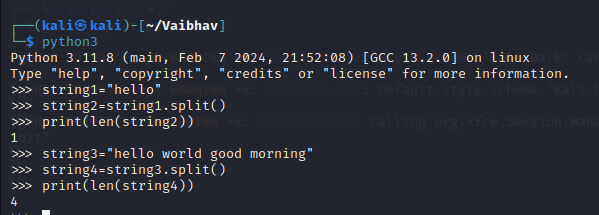 ┌──(kali㉿kali)-[~/Vaibhav]
└─$ python3
Python 3.11.8 (main, Feb  7 2024, 21:52:08) [GCC 13.2.0] on linux
Type "help", "copyright", "credits" or "license" for more information.
>>> string1="hello"
>>> string2=string1.split()
>>> print(len(string2))
1
>>> string3="hello world good morning"
>>> string4=string3.split()
>>> print(len(string4))
4
>>>